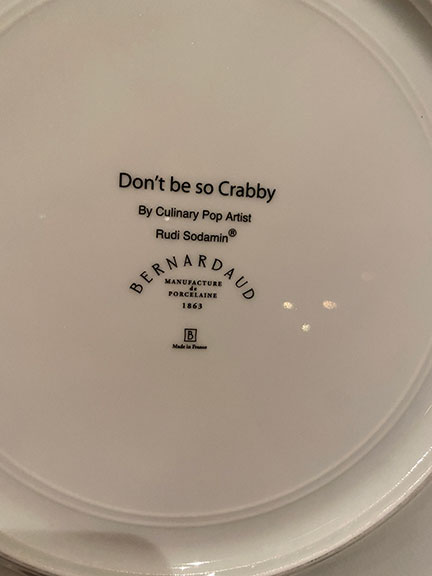 Don't be so Crabby
By Culinary Pop Artist
Rudi Sodamin®
BERNARDAUD
MANUFACTURE
de
PORCELAINE
1863
B
Made in France